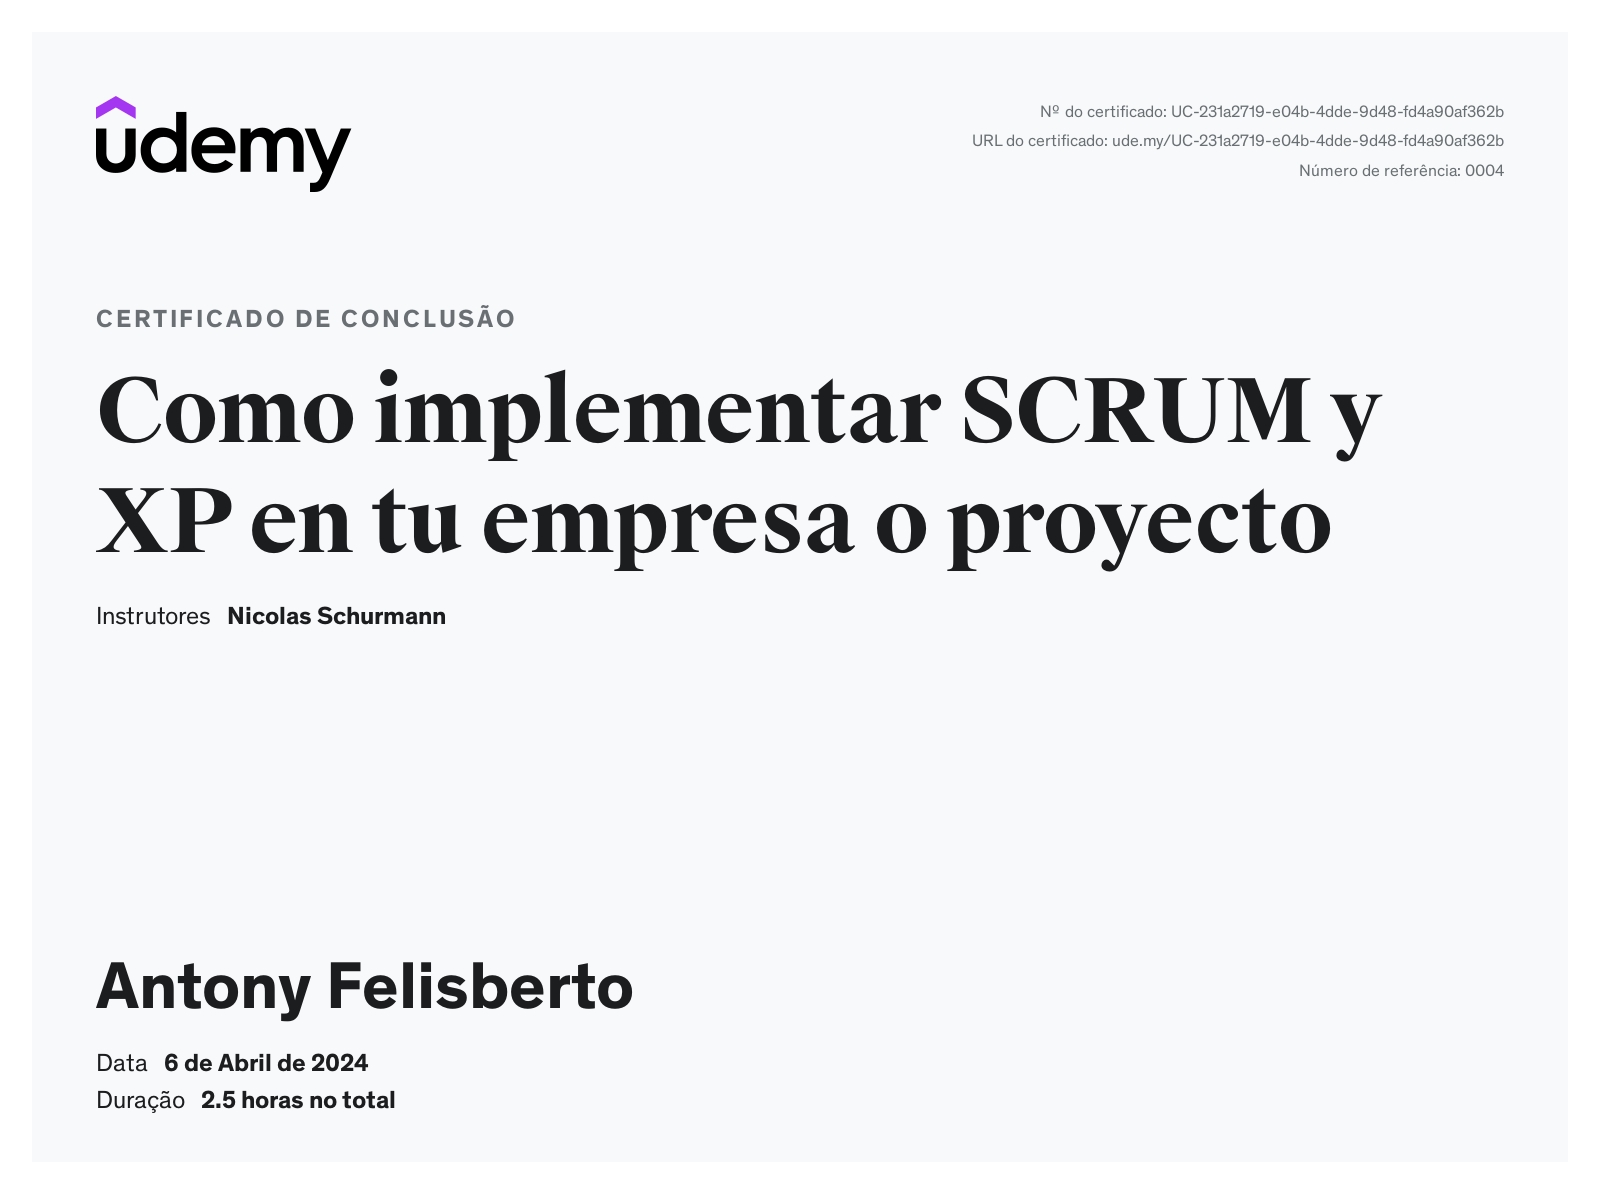 udemy
Nº do certificado: UC-231a2719-e04b-4dde-9d48-fd4a90af362b
URL do certificado: ude.my/UC-231a2719-e04b-4dde-9d48-fd4a90af362b
Número de referência: 0004
CERTIFICADO DE CONCLUSÃO
Como implementar SCRUM y
XP en tu empresa o proyecto
Instrutores Nicolas Schurmann
Antony Felisberto
Data 6 de Abril de 2024
Duração 2.5 horas no total